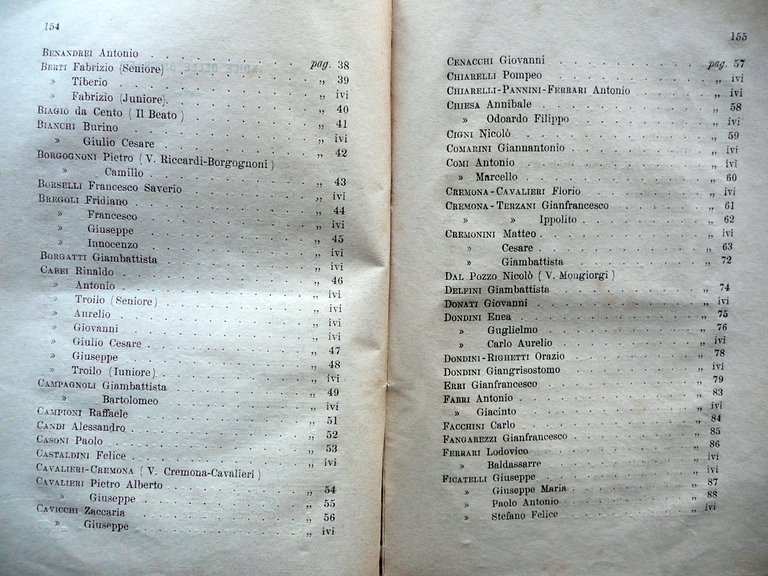 154
BENANDREI Antonio . . . pag. 38
BERTI Fabrizio (Seniore) . . . „ 39
» Tiberio . . . „ ivi
» Fabrizio (Juniore). . . . „ 40
BIAGIO da Cento (Il Beato) . . . „ 41
BIANCHI Burino . . . „ ivi
» Giulio Cesare . . . „ 42
BORGOGNONI Pietro (V. Riccardi-Borgognoni)
» Camillo . . . „ 43
BORSELLI Francesco Saverio . . . „ ivi
BREGOLI Fridiano . . . „ 44
» Francesco . . . „ ivi
» Giuseppe . . . „ 45
» Innocenzo . . . „ ivi
BORGATTI Giambattista . . . „ ivi
CABEI Rinaldo . . . „ 46
» Antonio . . . „ ivi
» Troilo (Seniore) . . . „ ivi
» Aurelio . . . „ ivi
» Giovanni . . . „ ivi
» Giulio Cesare . . . „ 47
» Giuseppe . . . „ 48
» Troilo (Iuniore) . . . „ ivi
CAMPAGNOLI Giambattista . . . „ 49
» Bartolomeo . . . „ ivi
CAMPIONI Raffaele . . . „ 51
CANDI Alessandro . . . „ 52
CASONI Paolo . . . „ 53
CASTALDINI Felice . . . „ ivi
CAVALIERI-CREMONA (V. Cremona-Cavalieri)
CAVALIERI Pietro Alberto . . . „ 54
» Giuseppe . . . „ 55
CAVICCHI Zaccaria . . . „ 56
» Giuseppe . . . „ ivi
155
CENACCHI Giovanni . . . pag. 57
CHIARELLI Pompeo . . . „ ivi
CHIARELLI-PANNINI-FERRARI Antonio . . . „ ivi
CHIESA Annibale . . . „ 58
» Odoardo Filippo . . . „ ivi
CIGNI Nicolò . . . „ 59
COMARINI Giannantonio . . . „ ivi
COMI Antonio . . . „ ivi
» Marcello . . . „ 60
CREMONA-CAVALIERI Florio . . . „ ivi
CREMONA-TERZANI Gianfrancesco . . . „ 61
» » Ippolito . . . „ 62
CREMONINI Matteo . . . „ ivi
» Cesare . . . „ 63
» Giambattista . . . „ 72
DAL POZZO Nicolò (V. Mongiorgi)
DELFINI Giambattista . . . „ 74
DONATI Giovanni . . . „ ivi
DONDINI Enea . . . „ 75
» Guglielmo . . . „ 76
» Carlo Aurelio . . . „ ivi
DONDINI-RIGHETTI Orazio . . . „ 78
DONDINI Giangrisostomo . . . „ ivi
ERRI Gianfrancesco . . . „ 79
FABRI Antonio . . . „ 83
» Giacinto . . . „ ivi
FACCHINI Carlo . . . „ 84
FANGAREZZI Gianfrancesco . . . „ 85
FERRARI Lodovico . . . „ 86
» Baldassarre . . . „ ivi
FICATELLI Giuseppe . . . „ ivi
» Giuseppe Maria . . . „ 87
» Paolo Antonio . . . „ 88
» Stefano Felice . . . „ ivi